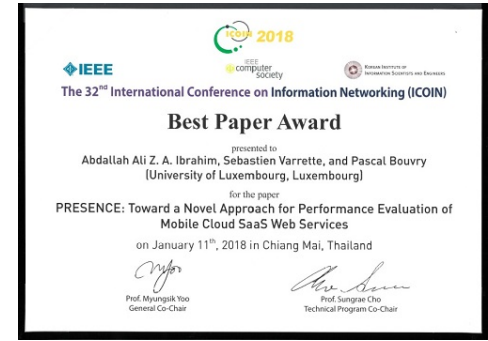 ICOIN 2018
IEEE
IEEE
computer
society
KOREAN INSTITUTE OF
INFORMATION SCIENTISTS AND ENGINEERS
The 32nd International Conference on Information Networking (ICOIN)
Best Paper Award
presented to
Abdallah Ali Z. A. Ibrahim, Sebastien Varrette, and Pascal Bouvry
(University of Luxembourg, Luxembourg)
for the paper
PRESENCE: Toward a Novel Approach for Performance Evaluation of
Mobile Cloud SaaS Web Services
on January 11th, 2018 in Chiang Mai, Thailand
Prof. Myungsik Yoo
General Co-Chair
Prof. Sungrae Cho
Technical Program Co-Chair